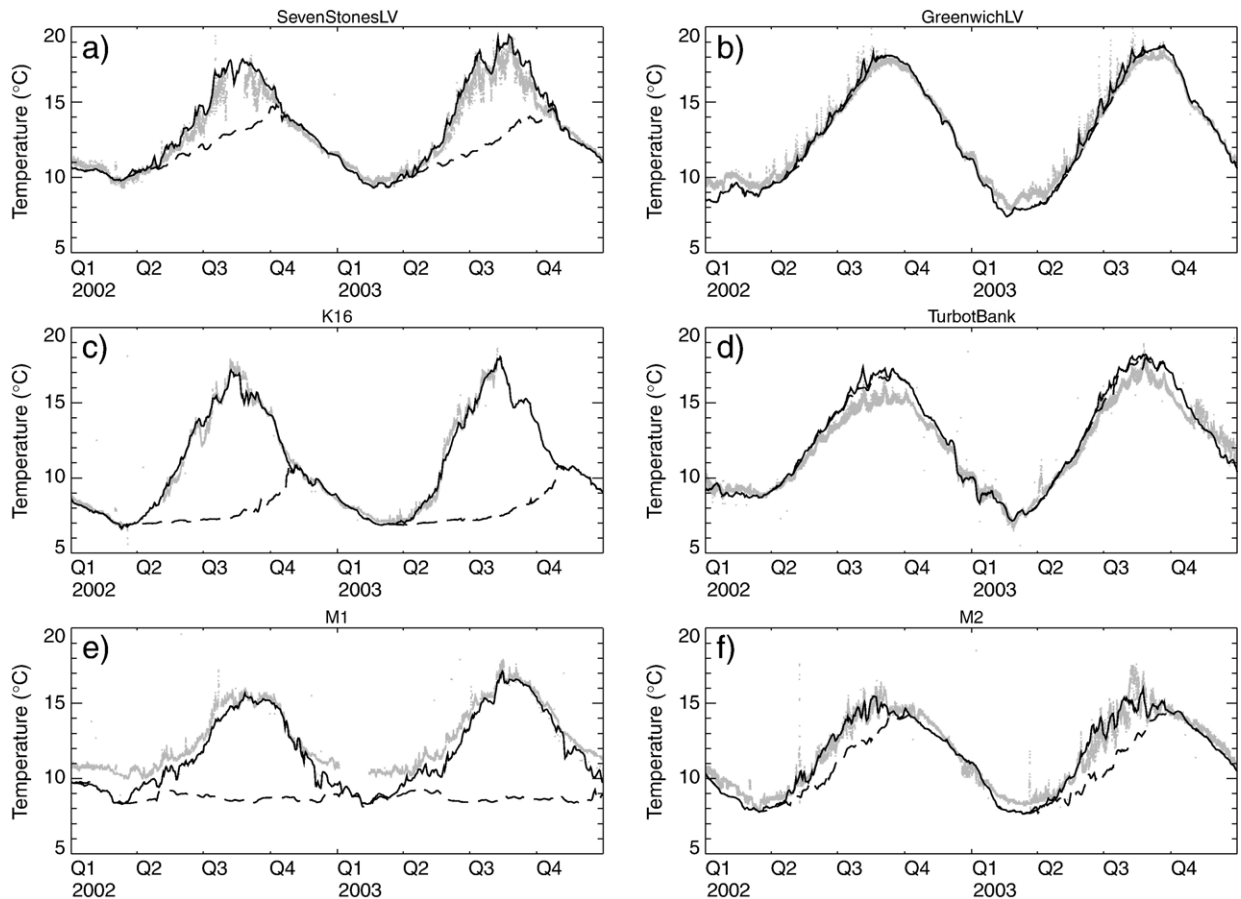 SevenStonesLV
a)
Temperature (°C)
20
15
10
5
Q1 Q2 Q3 Q4 Q1 Q2 Q3 Q4
2002 2003
GreenwichLV
b)
Temperature (°C)
20
15
10
5
Q1 Q2 Q3 Q4 Q1 Q2 Q3 Q4
2002 2003
K16
c)
Temperature (°C)
20
15
10
5
Q1 Q2 Q3 Q4 Q1 Q2 Q3 Q4
2002 2003
TurbotBank
d)
Temperature (°C)
20
15
10
5
Q1 Q2 Q3 Q4 Q1 Q2 Q3 Q4
2002 2003
M1
e)
Temperature (°C)
20
15
10
5
Q1 Q2 Q3 Q4 Q1 Q2 Q3 Q4
2002 2003
M2
f)
Temperature (°C)
20
15
10
5
Q1 Q2 Q3 Q4 Q1 Q2 Q3 Q4
2002 2003